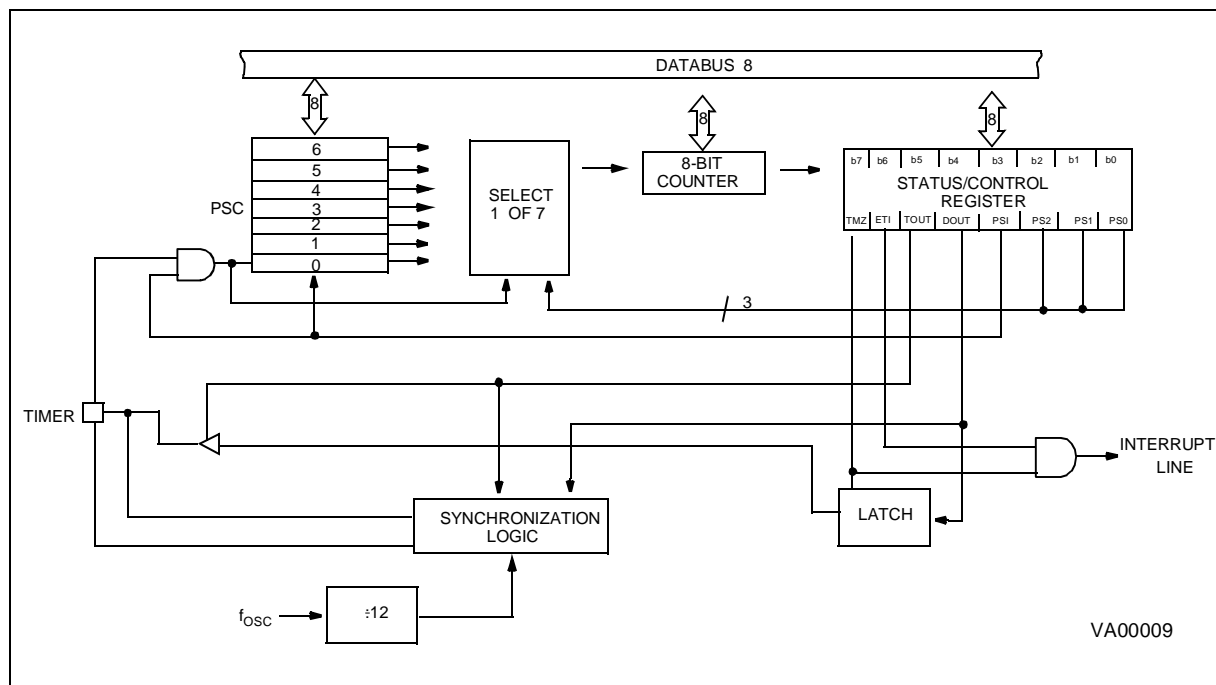 DATABUS 8
8
8
8
6
5
4
PSC
3
2
1
0
SELECT
1 OF 7
8-BIT
COUNTER
b7 b6 b5 b4 b3 b2 b1 b0
STATUS/CONTROL
REGISTER
TMZ ETI TOUT DOUT PSI PS2 PS1 PS0
3
TIMER
INTERRUPT
LINE
SYNCHRONIZATION
LOGIC
LATCH
fOSC
÷12
VA00009